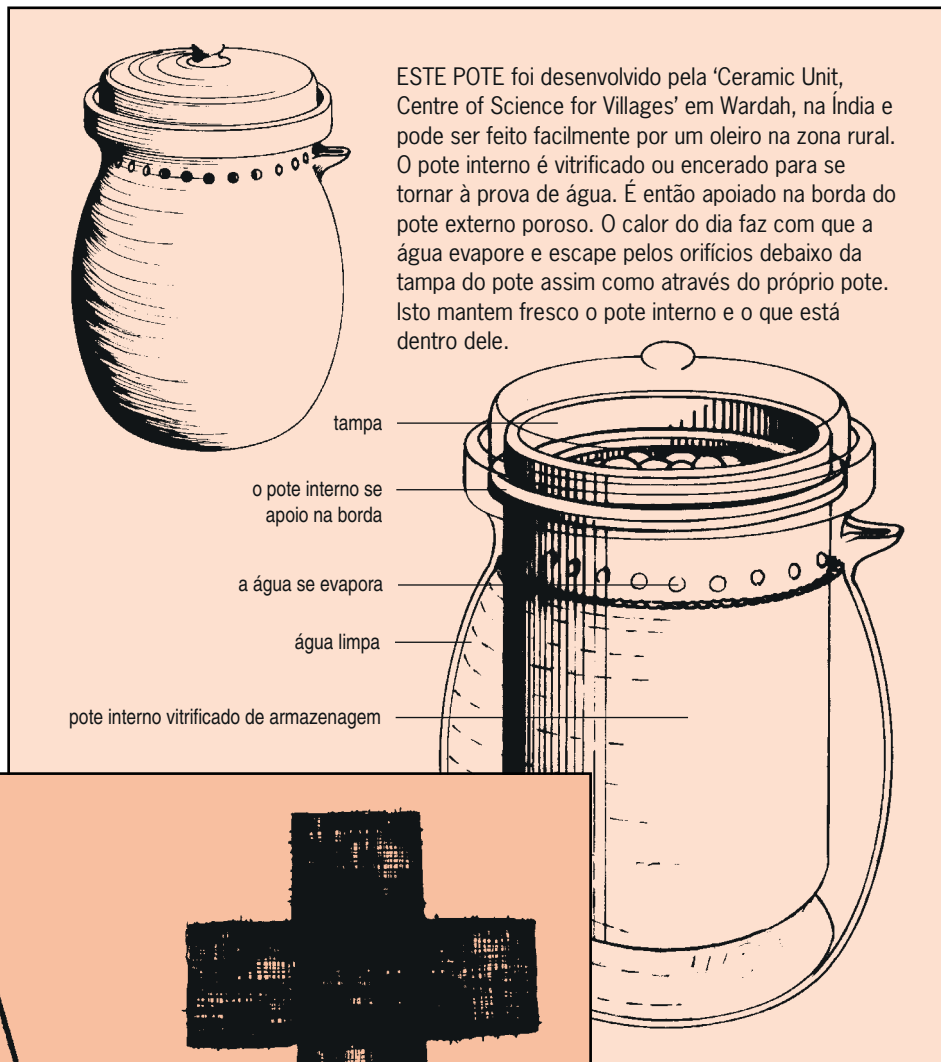 ESTE POTE foi desenvolvido pela ‘Ceramic Unit,
Centre of Science for Villages’ em Wardah, na Índia e
pode ser feito facilmente por um oleiro na zona rural.
O pote interno é vitrificado ou encerado para se
tornar à prova de água. É então apoiado na borda do
pote externo poroso. O calor do dia faz com que a
água evapore e escape pelos orifícios debaixo da
tampa do pote assim como através do próprio pote.
Isto mantem fresco o pote interno e o que está
dentro dele.
tampa
o pote interno se
apoio na borda
a água se evapora
água limpa
pote interno vitrificado de armazenagem